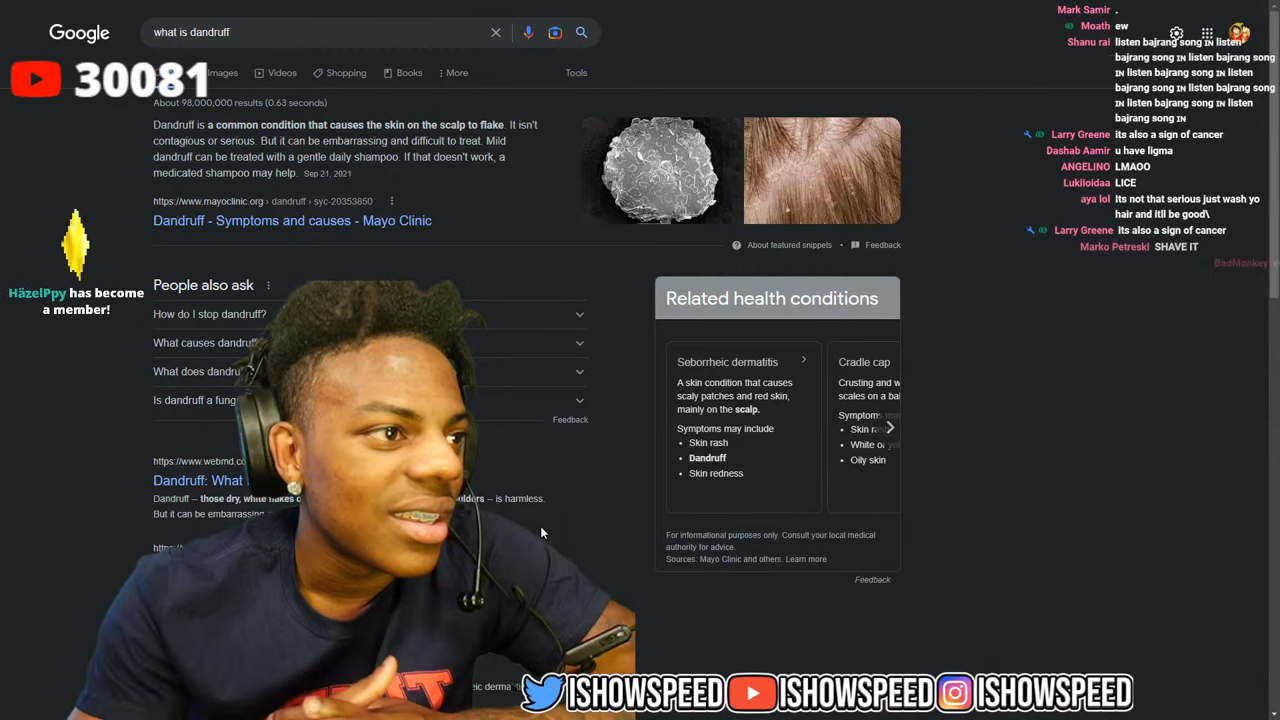 Google
what is dandruff
Images
Videos
Shopping
Books
More
Tools
30081
About 98,000,000 results (0.63 seconds)
Dandruff is a common condition that causes the skin on the scalp to flake. It isn't
contagious or serious. But it can be embarrassing and difficult to treat. Mild
dandruff can be treated with a gentle daily shampoo. If that doesn't work, a
medicated shampoo may help. Sep 21, 2021
https://www.mayoclinic.org › dandruff › syc-20353850
Dandruff - Symptoms and causes - Mayo Clinic
About featured snippets • Feedback
HäzelPpy has become
a member!
People also ask
How do I stop dandruff?
What causes dandruff
What does
Is dandruff a
Feedback
Related health conditions
Seborrheic dermatitis
A skin condition that causes
scaly patches and red skin,
mainly on the scalp.
Symptoms may include
• Skin rash
• Dandruff
• Skin redness
Cradle cap
Crusting and
scales on a
Symptoms may
• Skin
• White or
• Oily skin
For informational purposes only. Consult your local medical
authority for advice.
Sources: Mayo Clinic and others. Learn more
Feedback
Dandruff: What
Dandruff – those dry, white flakes -- is harmless.
But it can be embarrassing
Mark Samir .
Moath ew
Shanu rai listen bajrang song IN listen
bajrang song IN listen bajrang song
IN listen bajrang song IN listen
bajrang song IN listen bajrang song
IN listen bajrang song IN listen
bajrang song IN
Larry Greene its also a sign of cancer
Dashab Aamir u have ligma
ANGELINO LMAOO
Lukiioidaa LICE
aya lol Its not that serious just wash yo
hair and itll be good\
Larry Greene Its also a sign of cancer
Marko Petreski SHAVE IT
BadMonkey
ISHOWSPEED ISHOWSPEED ISHOWSPEED